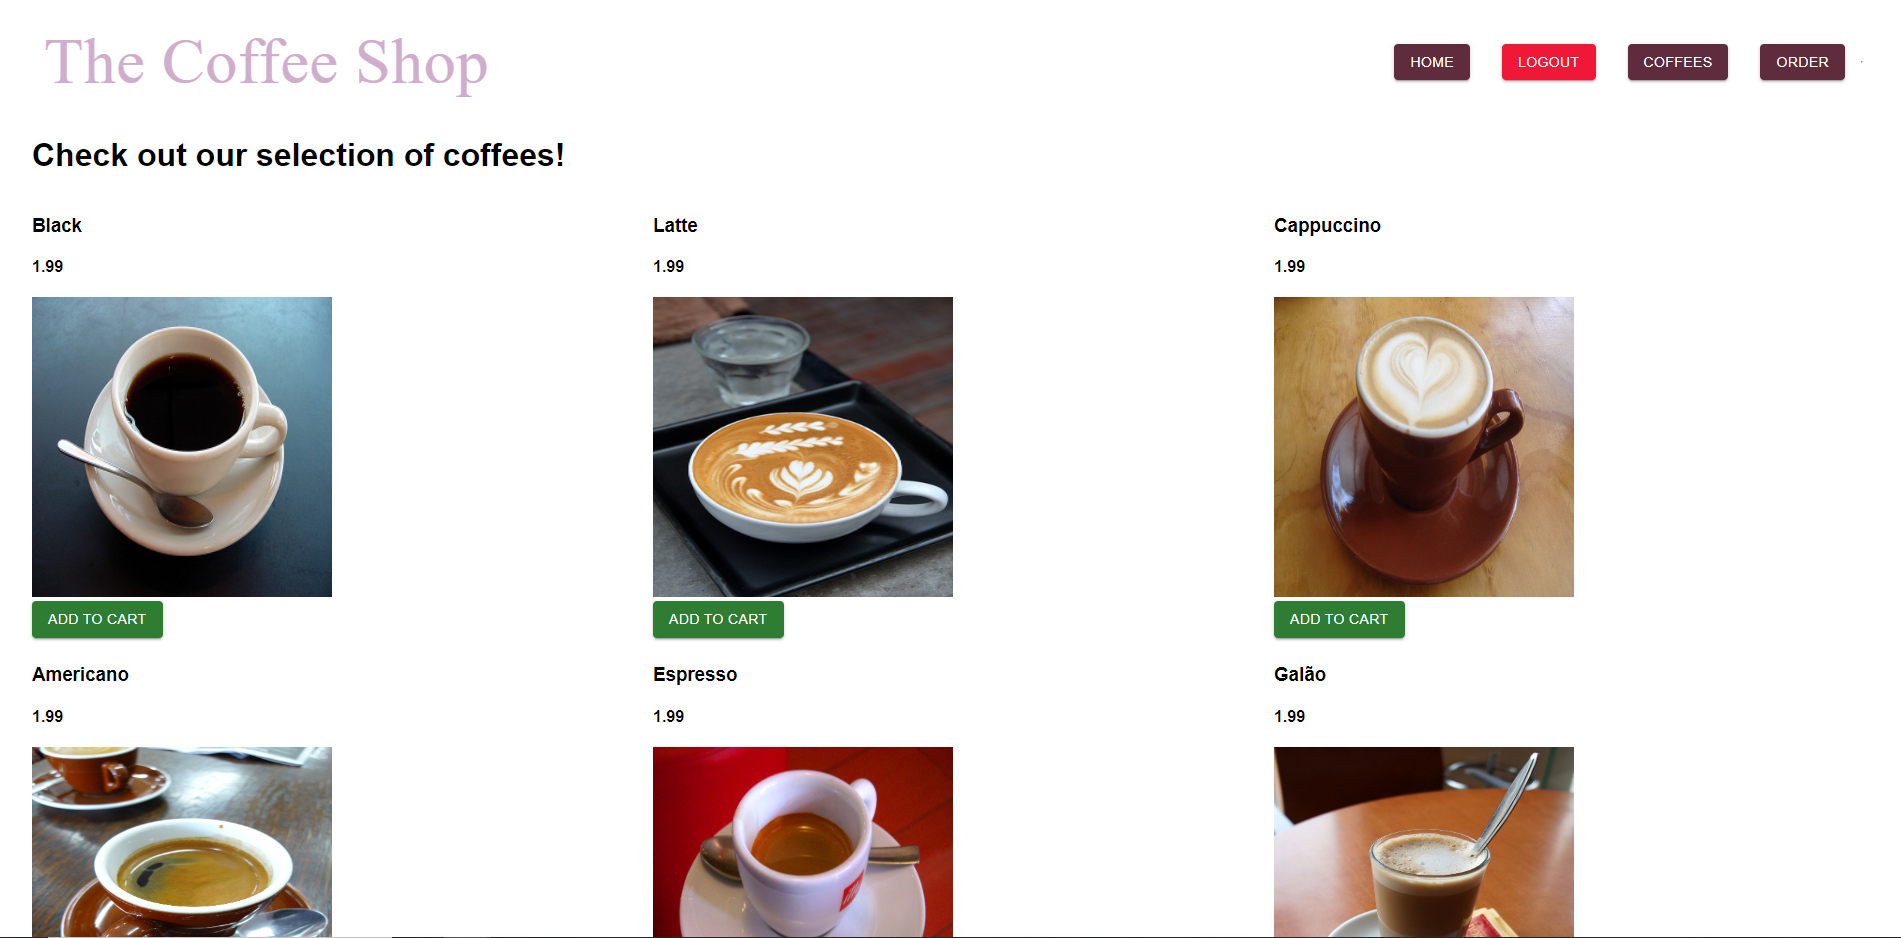 The Coffee Shop
HOME
LOGOUT
COFFEES
ORDER
Check out our selection of coffees!
Black
1.99
ADD TO CART
Latte
1.99
ADD TO CART
Cappuccino
1.99
ADD TO CART
Americano
1.99
Espresso
1.99
Galão
1.99